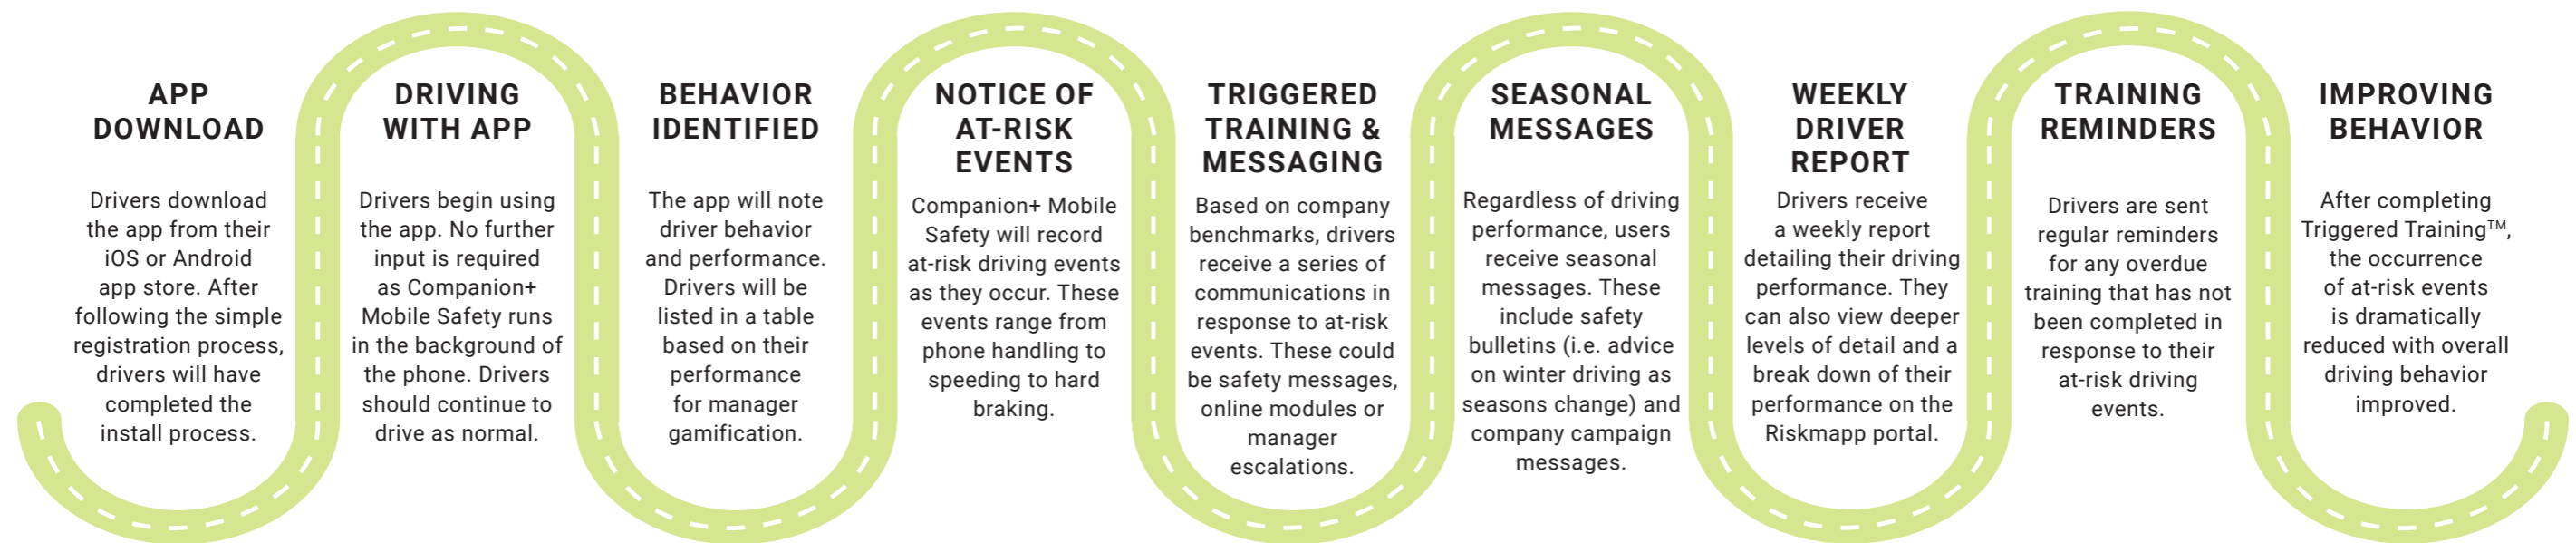 APP
DOWNLOAD
Drivers download
the app from their
iOS or Android
app store. After
following the simple
registration process,
drivers will have
completed the
install process.
DRIVING
WITH APP
Drivers begin using
the app. No further
input is required
as Companion+
Mobile Safety runs
in the background of
the phone. Drivers
should continue to
drive as normal.
BEHAVIOR
IDENTIFIED
The app will note
driver behavior
and performance.
Drivers will be
listed in a table
based on their
performance
for manager
gamification.
NOTICE OF
AT-RISK
EVENTS
Companion+ Mobile
Safety will record
at-risk driving events
as they occur. These
events range from
phone handling to
speeding to hard
braking.
TRIGGERED
TRAINING &
MESSAGING
Based on company
benchmarks, drivers
receive a series of
communications in
response to at-risk
events. These could
be safety messages,
online modules or
manager
escalations.
SEASONAL
MESSAGES
Regardless of driving
performance, users
receive seasonal
messages. These
include safety
bulletins (i.e. advice
on winter driving as
seasons change) and
company campaign
messages.
WEEKLY
DRIVER
REPORT
Drivers receive
a weekly report
detailing their driving
performance. They
can also view deeper
levels of detail and a
break down of their
performance on the
Riskmapp portal.
TRAINING
REMINDERS
Drivers are sent
regular reminders
for any overdue
training that has not
been completed in
response to their
at-risk driving
events.
IMPROVING
BEHAVIOR
After completing
Triggered Training™,
the occurrence
of at-risk events
is dramatically
reduced with overall
driving behavior
improved.